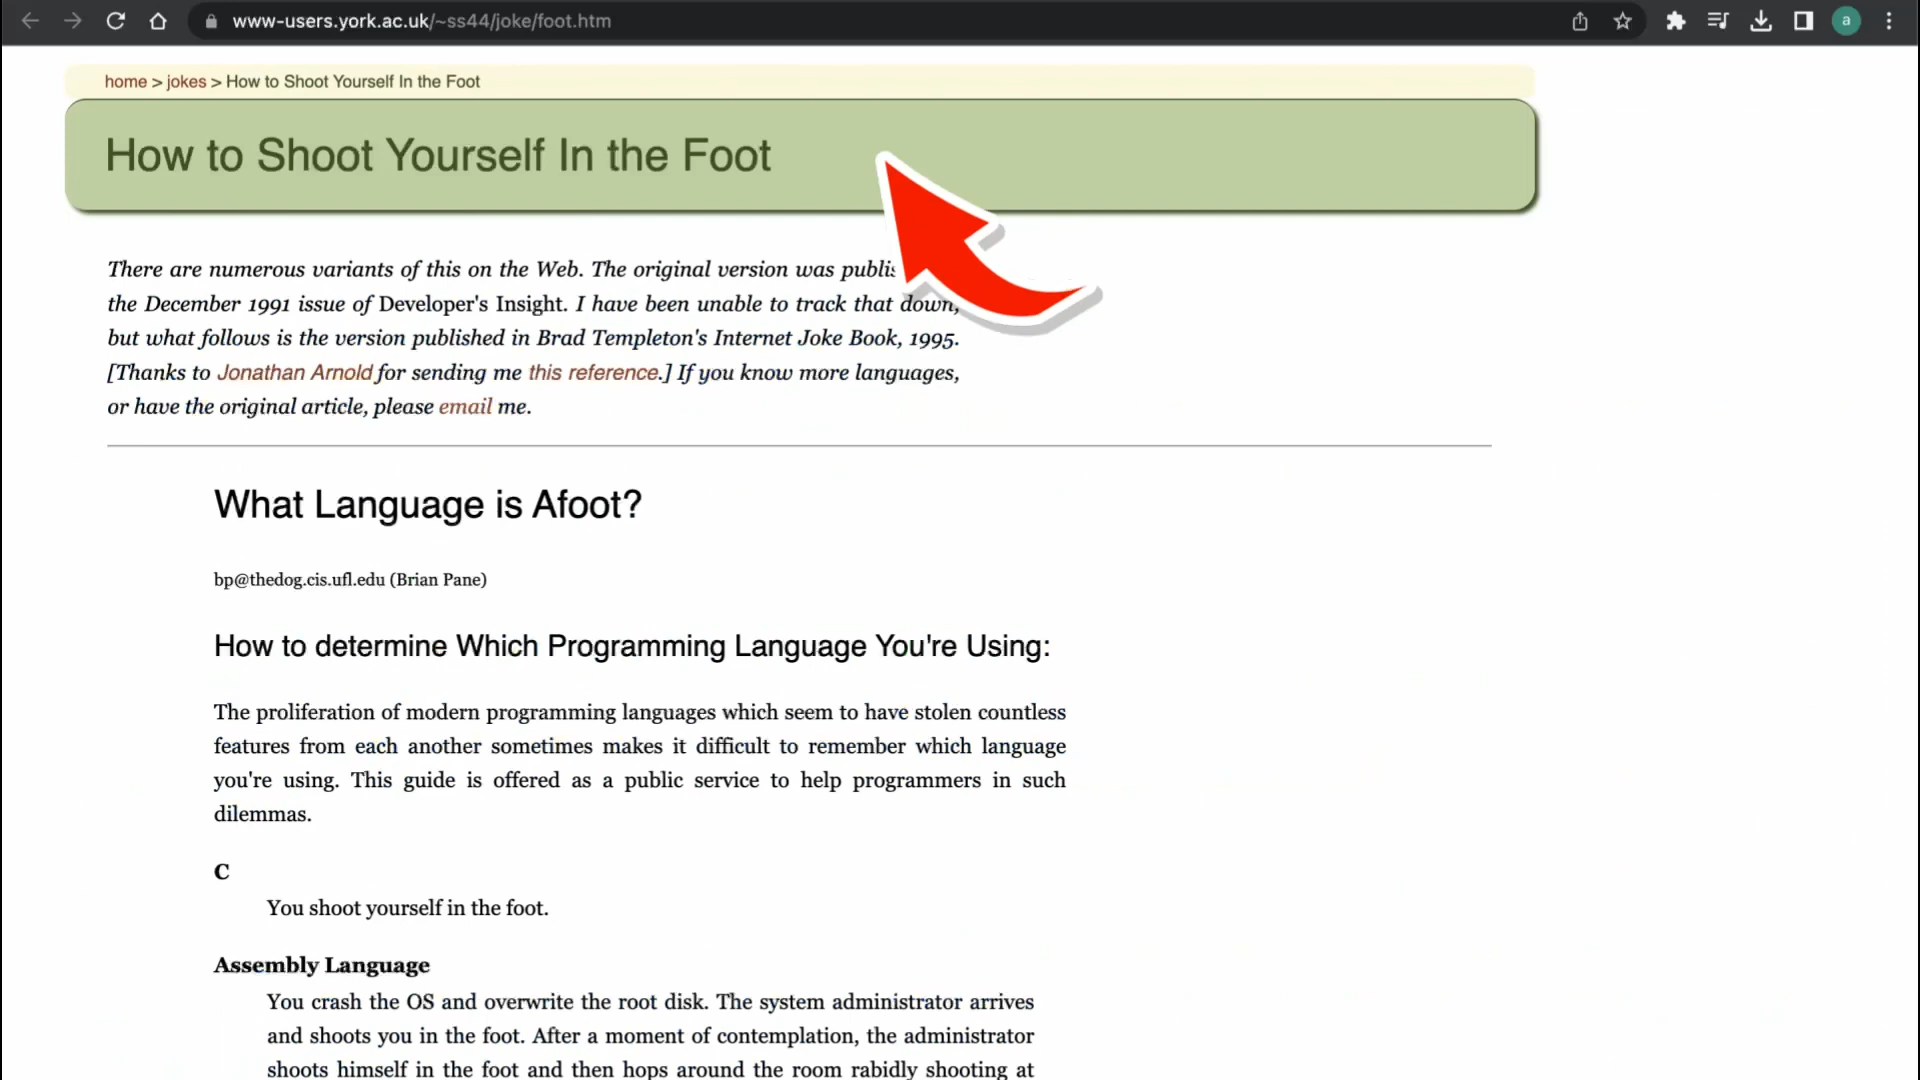 www-users.york.ac.uk/~ss44/joke/foot.htm
a
home > jokes > How to Shoot Yourself In the Foot
How to Shoot Yourself In the Foot
There are numerous variants of this on the Web. The original version was
the December 1991 issue of Developer's Insight. I have been unable to track that down,
but what follows is the version published in Brad Templeton's Internet Joke Book, 1995.
[Thanks to Jonathan Arnold for sending me this reference.] If you know more languages,
or have the original article, please email me.
What Language is Afoot?
bp@thedog.cis.ufl.edu (Brian Pane)
How to determine Which Programming Language You're Using:
The proliferation of modern programming languages which seem to have stolen countless
features from each another sometimes makes it difficult to remember which language
you're using. This guide is offered as a public service to help programmers in such
dilemmas.
C
You shoot yourself in the foot.
Assembly Language
You crash the OS and overwrite the root disk. The system administrator arrives
and shoots you in the foot. After a moment of contemplation, the administrator
shoots himself in the foot and then hops around the room rabidly shooting at